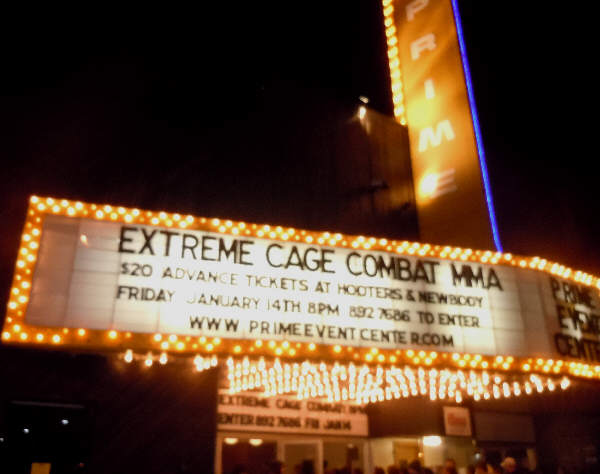 PRIME
EXTREME CAGE COMBAT MMA
$20 ADVANCE TICKETS AT HOOTERS & NEWBODY
FRIDAY JANUARY 14TH 8PM 892 7686 TO ENTER
WWW.PRIMEEVENTCENTER.COM
PRIME
EVENT
CENTER
EXTREME CAGE COMBAT 8PM
ENTER 892 7686 FRI JAN 14